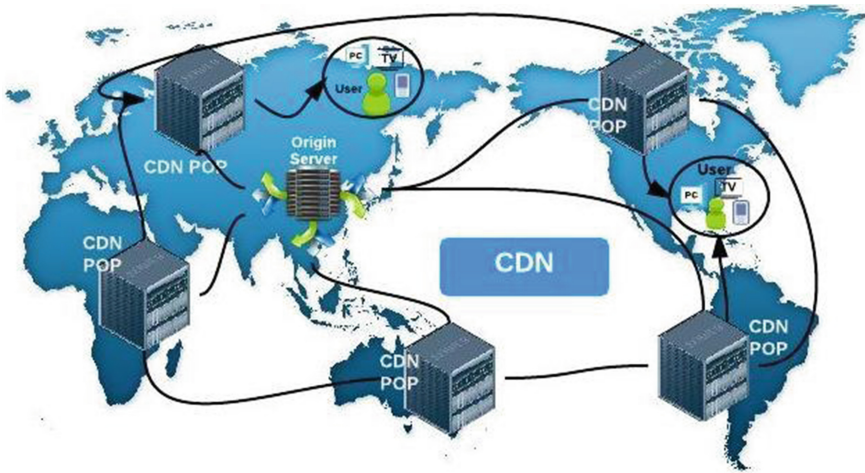 PC
TV
User
CDN POP
Origin
Server
CDN
POP
User
PC
TV
CDN
POP
CDN
CDN
POP
CDN
POP